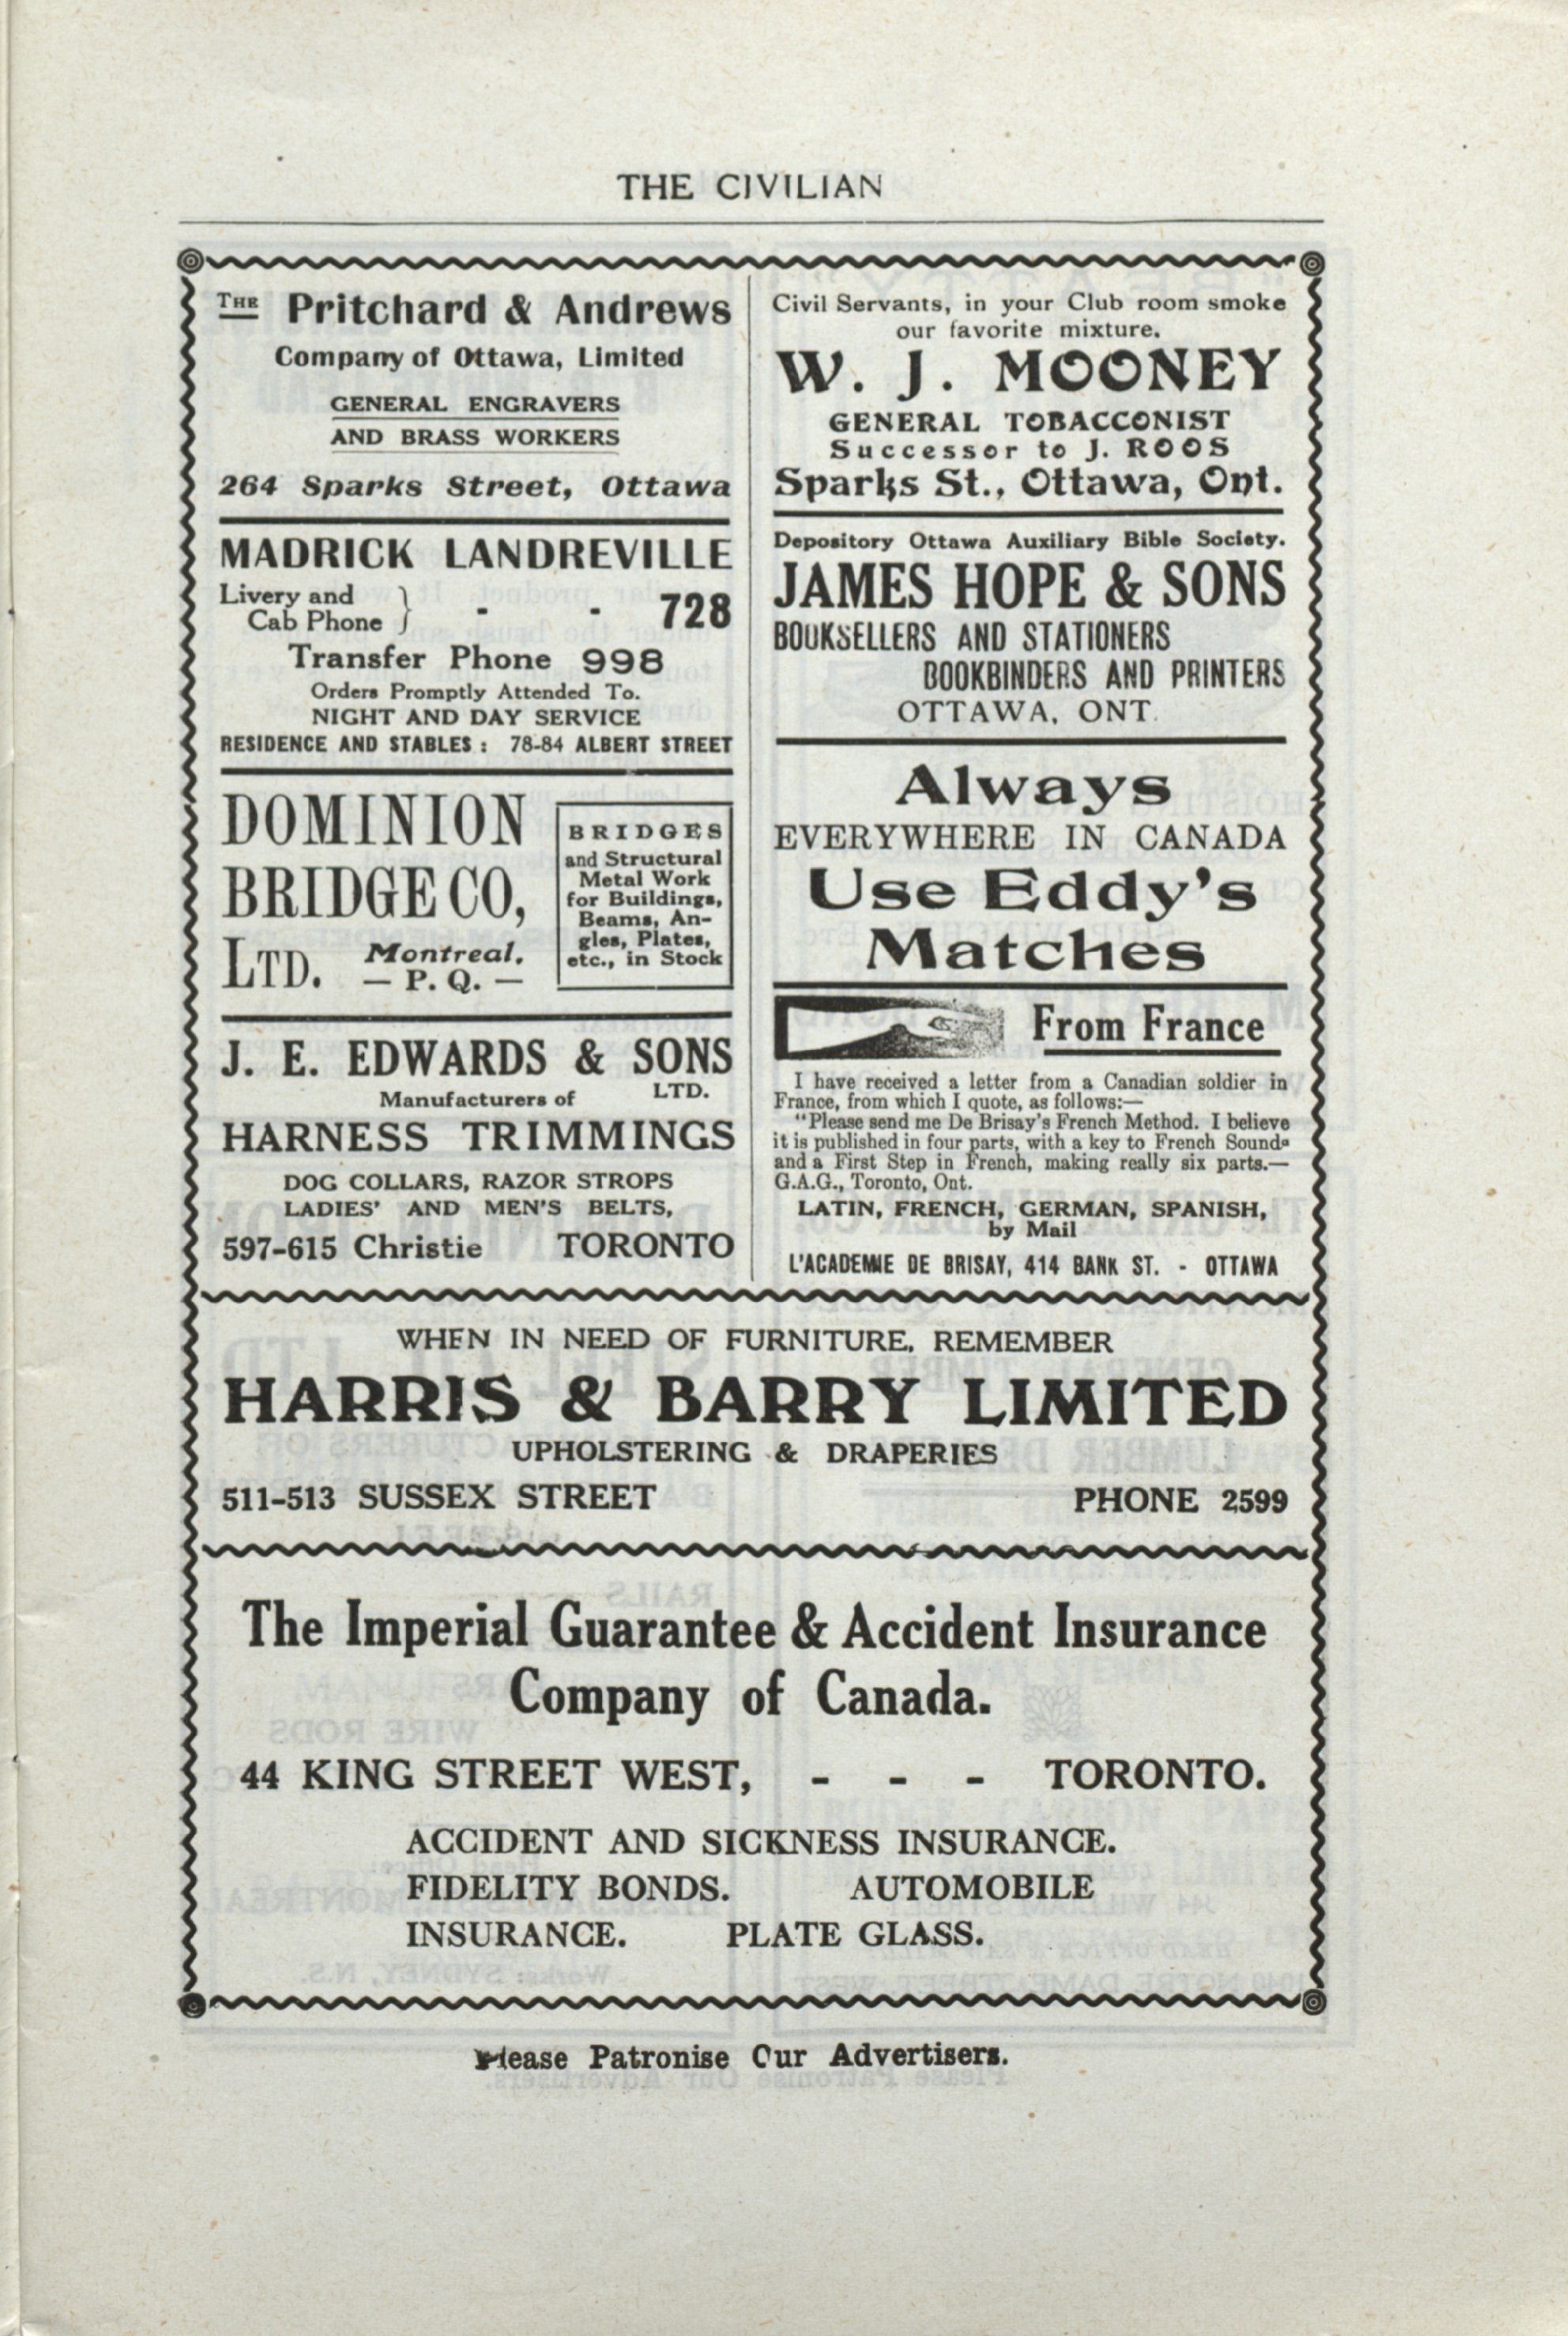 THE CIVILIAN
THE Pritchard & Andrews
Company of Ottawa, Limited
GENERAL ENGRAVERS
AND BRASS WORKERS
264 Sparks Street, Ottawa
MADRICK LANDREVILLE
Livery and
Cab Phone } - - 728
Transfer Phone 998
Orders Promptly Attended To.
NIGHT AND DAY SERVICE
RESIDENCE AND STABLES : 78-84 ALBERT STREET
DOMINION
BRIDGE CO,
LTD. Montreal,
— P. Q. —
BRIDGES
and Structural
Metal Work
for Buildings,
Beams, An-
gles, Plates,
etc., in Stock
J. E. EDWARDS & SONS
Manufacturers of LTD.
HARNESS TRIMMINGS
DOG COLLARS, RAZOR STROPS
LADIES' AND MEN'S BELTS,
597-615 Christie TORONTO
Civil Servants, in your Club room smoke
our favorite mixture.
W. J. MOONEY
GENERAL TOBACCONIST
Successor to J. ROOS
Sparks St., Ottawa, Ont.
Depository Ottawa Auxiliary Bible Society.
JAMES HOPE & SONS
BOOKSELLERS AND STATIONERS
BOOKBINDERS AND PRINTERS
OTTAWA, ONT.
Always
EVERYWHERE IN CANADA
Use Eddy's
Matches
From France
I have received a letter from a Canadian soldier in
France, from which I quote, as follows:—
"Please send me De Brisay's French Method. I believe
it is published in four parts, with a key to French Sounds
and a First Step in French, making really six parts.—
G.A.G., Toronto, Ont.
LATIN, FRENCH, GERMAN, SPANISH,
by Mail
L'ACADEMIE DE BRISAY, 414 BANK ST. - OTTAWA
WHEN IN NEED OF FURNITURE, REMEMBER
HARRIS & BARRY LIMITED
UPHOLSTERING & DRAPERIES
511-513 SUSSEX STREET PHONE 2599
The Imperial Guarantee & Accident Insurance
Company of Canada.
44 KING STREET WEST, - - - TORONTO.
ACCIDENT AND SICKNESS INSURANCE.
FIDELITY BONDS. AUTOMOBILE
INSURANCE. PLATE GLASS.
Please Patronise Our Advertisers.